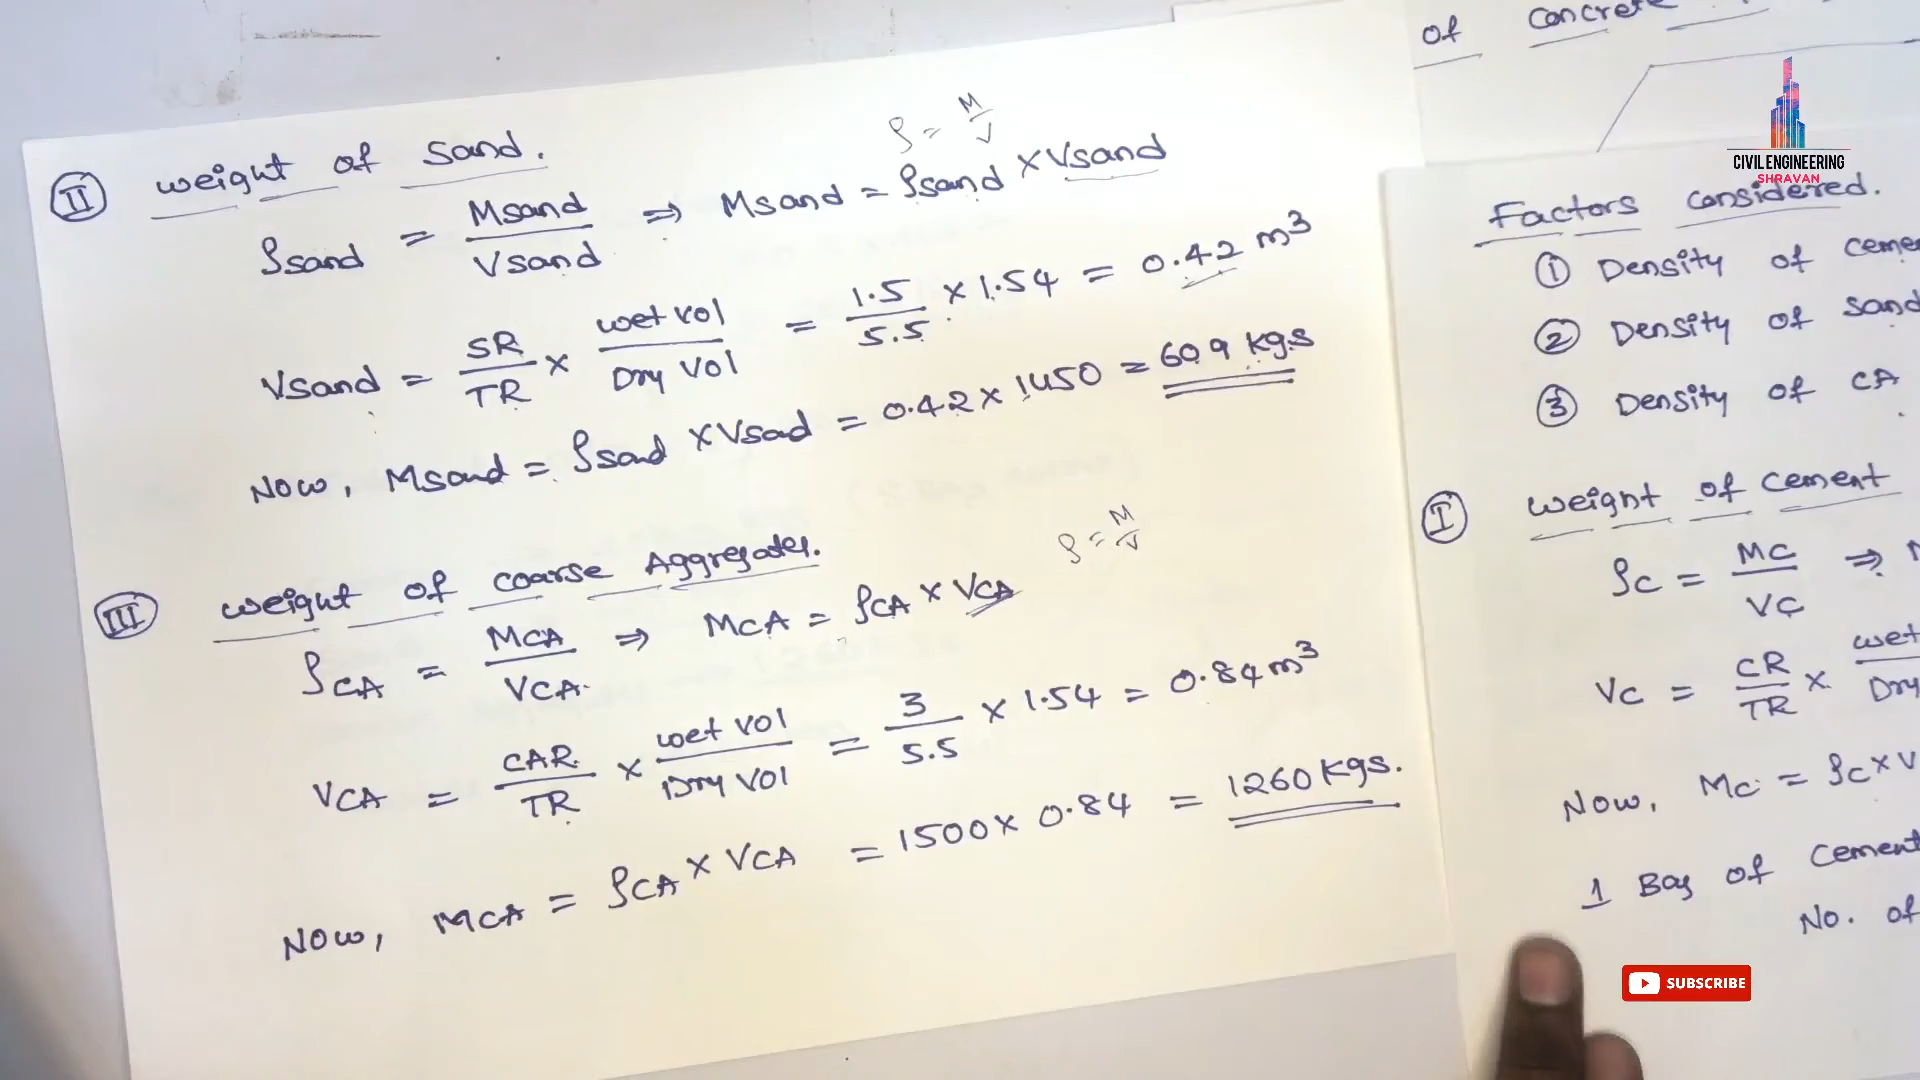 II weight of sand.
ρ = M/V
ρsand = Msand/Vsand ⇒ Msand = ρsand × Vsand
Vsand = SR/TR × wet vol/Dry vol = 1.5/5.5 × 1.54 = 0.42 m³
Now, Msand = ρsand × Vsad = 0.42 × 1450 = 609 kgs
III weight of coarse Aggregates.
ρ = M/V
ρCA = MCA/VCA ⇒ MCA = ρCA × VCA
VCA = CAR/TR × wet vol/Dry vol = 3/5.5 × 1.54 = 0.84 m³
Now, MCA = ρCA × VCA = 1500 × 0.84 = 1260 kgs.
of concrete
CIVIL ENGINEERING
SHRAVAN
Factors considered.
① Density of
② Density of sand
③ Density of CA
I weight of cement
ρc = Mc/Vc ⇒
Vc = CR/TR × wet/Dry
Now, Mc = ρc × V
1 Bag of cement
No. of
SUBSCRIBE